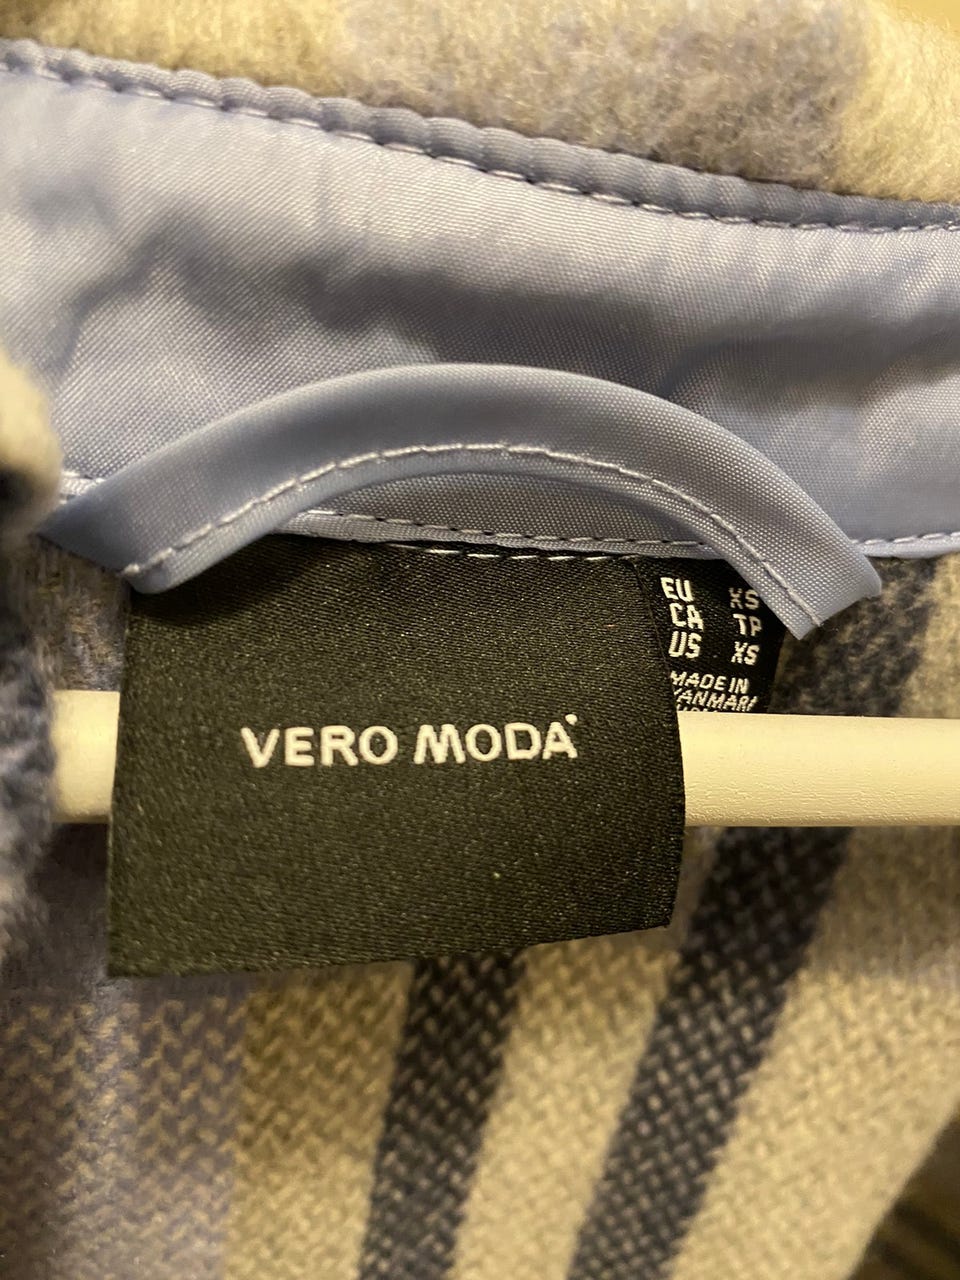 VERO MODA
EU XS
CA TP
US XS
MADE IN